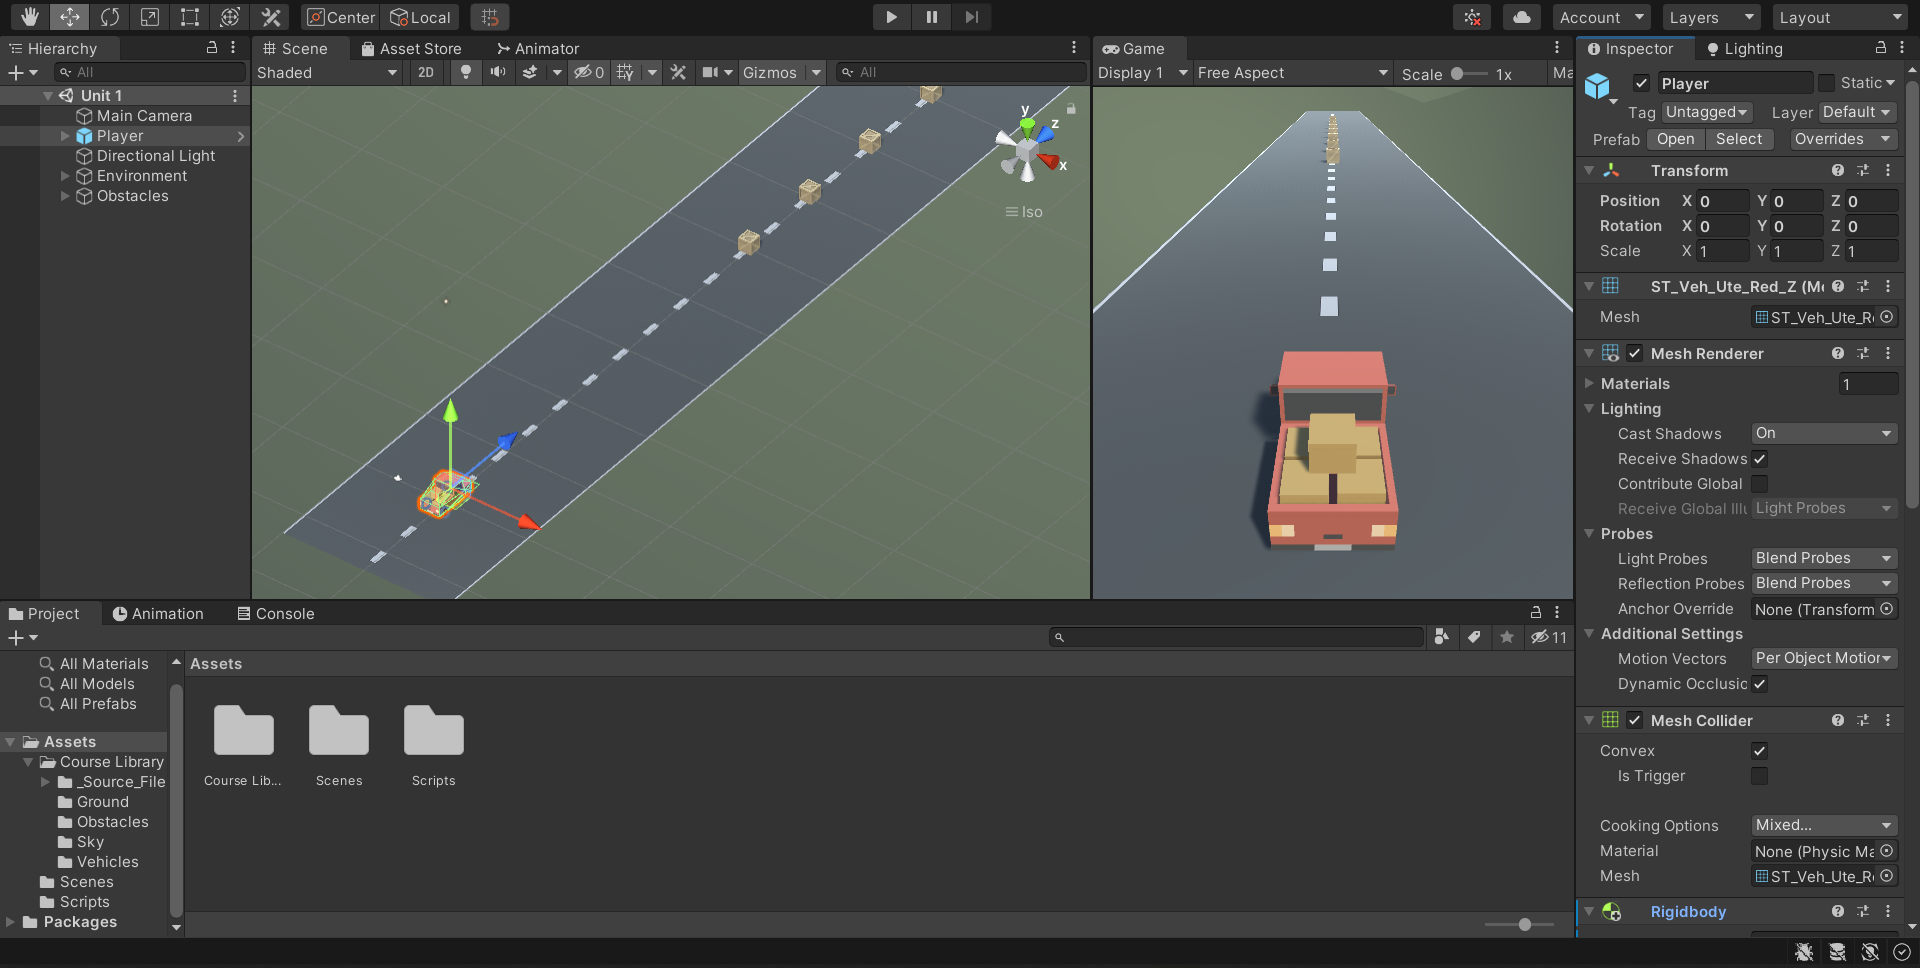 Center Local Account Layers Layout
Hierarchy Scene Asset Store Animator Game Inspector Lighting
All Shaded 2D 0 Gizmos All Display 1 Free Aspect Scale 1x Ma
Unit 1
Main Camera
Player
Directional Light
Environment
Obstacles
y
z
x
Iso
Player Static
Tag Untagged Layer Default
Prefab Open Select Overrides
Transform
Position X 0 Y 0 Z 0
Rotation X 0 Y 0 Z 0
Scale X 1 Y 1 Z 1
ST_Veh_Ute_Red_Z (Me
Mesh ST_Veh_Ute_Re
Mesh Renderer
Materials 1
Lighting
Cast Shadows On
Receive Shadows
Contribute Global
Receive Global Illu Light Probes
Probes
Light Probes Blend Probes
Reflection Probes Blend Probes
Anchor Override None (Transform
Additional Settings
Motion Vectors Per Object Motion
Dynamic Occlusic
Mesh Collider
Convex
Is Trigger
Cooking Options Mixed...
Material None (Physic Ma
Mesh ST_Veh_Ute_Re
Rigidbody
Project Animation Console
11
All Materials
All Models
All Prefabs
Assets
Course Library
_Source_File
Ground
Obstacles
Sky
Vehicles
Scenes
Scripts
Packages
Assets
Course Lib...
Scenes
Scripts